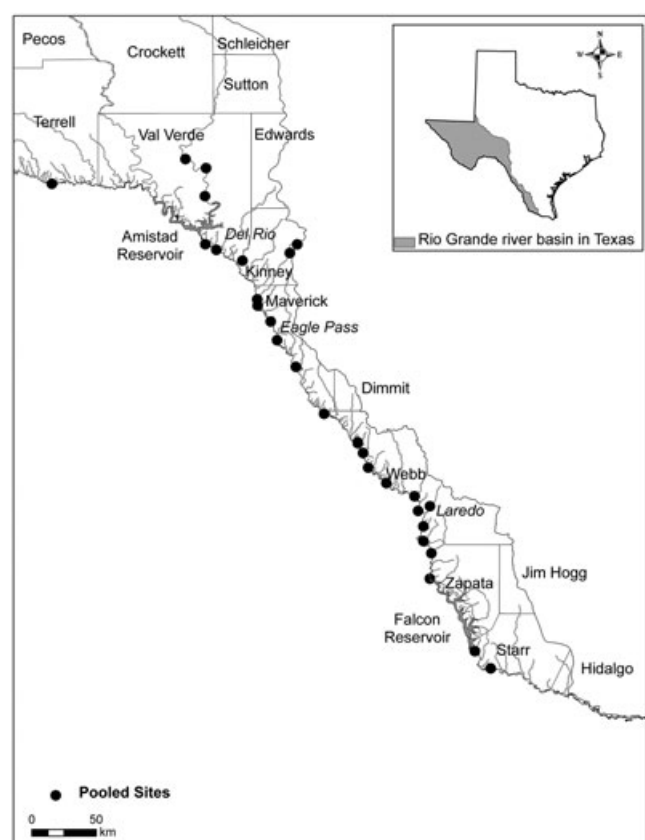 Pecos
Crockett
Schleicher
Sutton
Terrell
Val Verde
Edwards
Amistad
Reservoir
Del Rio
Kinney
Maverick
Eagle Pass
Dimmit
Webb
Laredo
Jim Hogg
Zapata
Falcon
Reservoir
Starr
Hidalgo
N
W
E
S
Rio Grande river basin in Texas
Pooled Sites
0 50
km